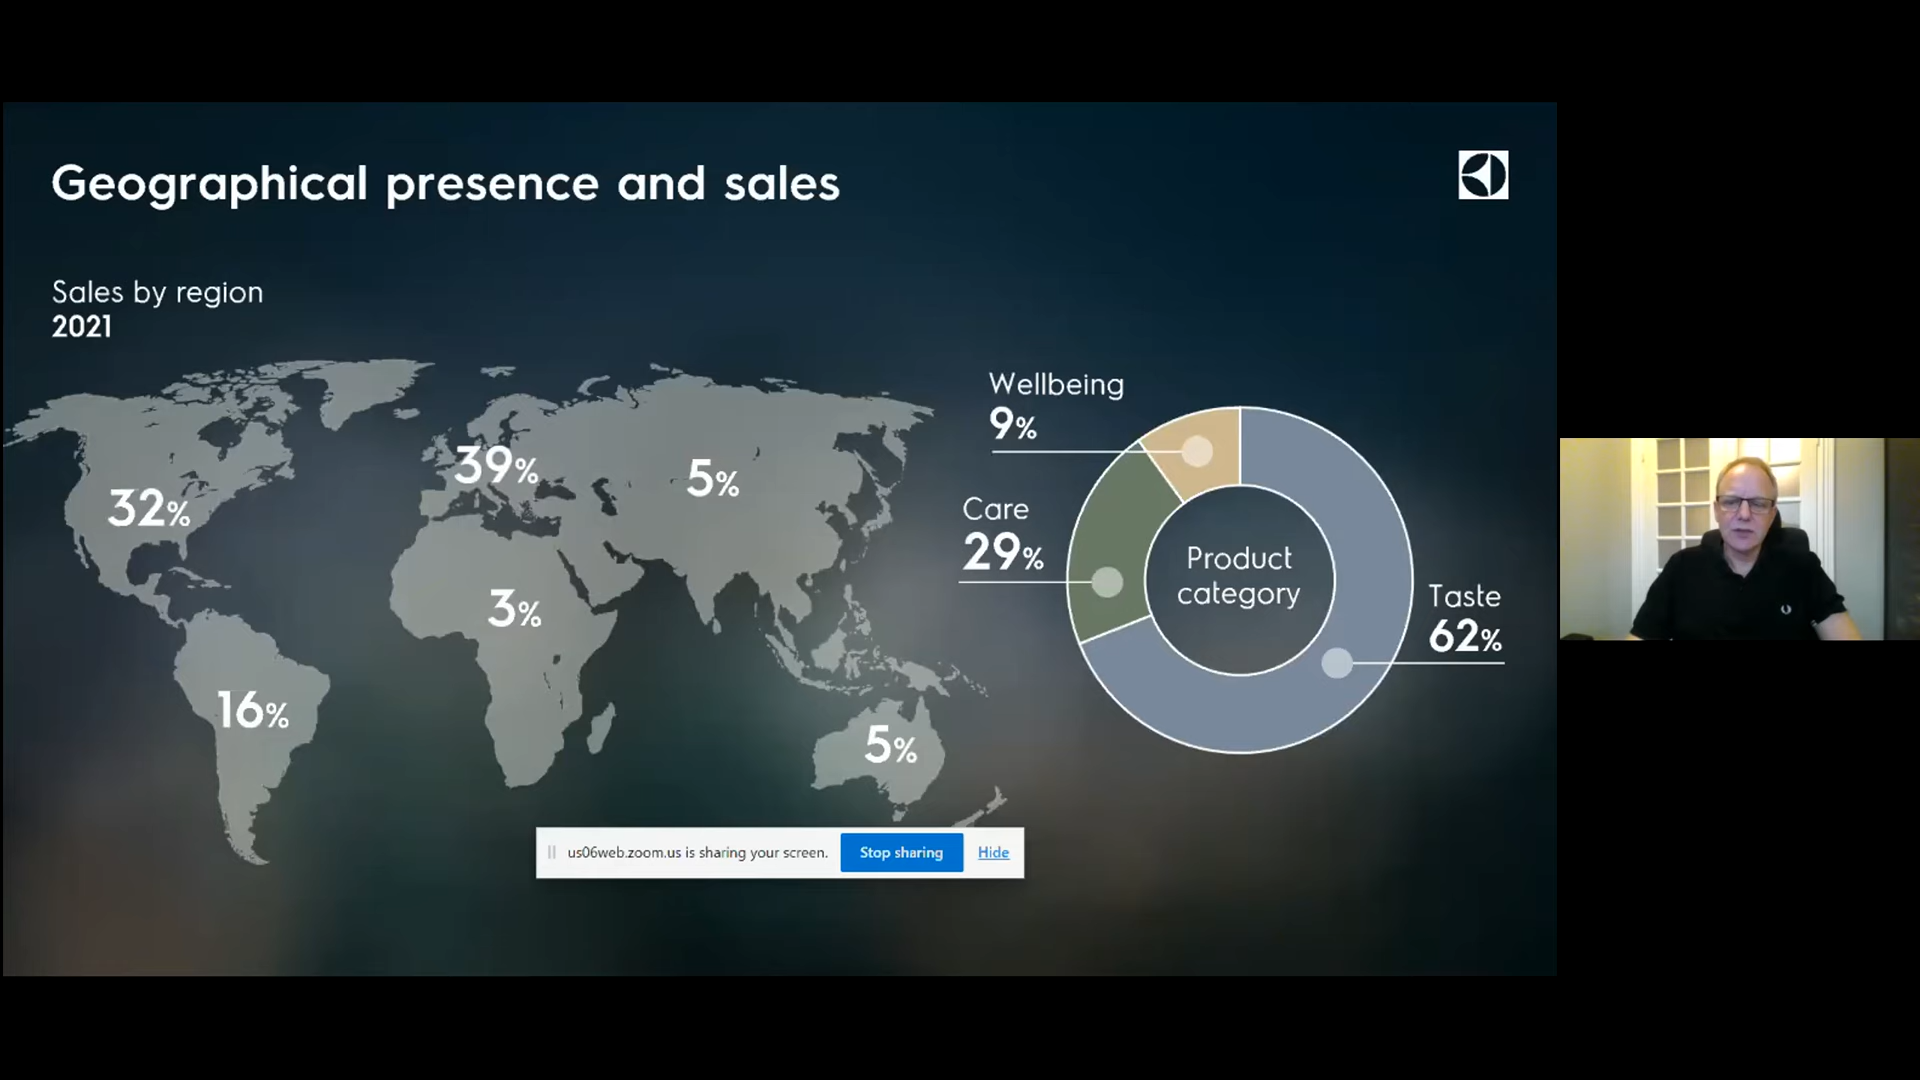 Geographical presence and sales
Sales by region
2021
32%
39%
5%
3%
16%
5%
Wellbeing
9%
Care
29%
Product
category
Taste
62%
us06web.zoom.us is sharing your screen.
Stop sharing
Hide